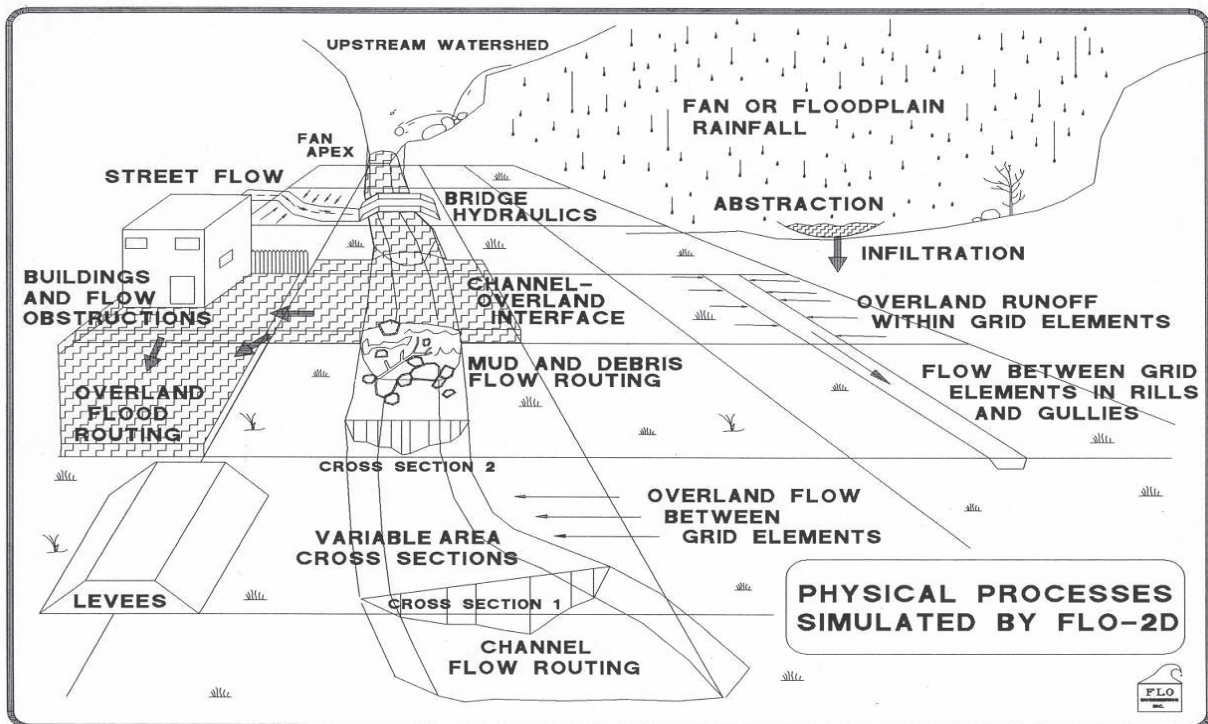 UPSTREAM WATERSHED
FAN OR FLOODPLAIN
RAINFALL
FAN
APEX
STREET FLOW
BRIDGE
HYDRAULICS
ABSTRACTION
INFILTRATION
BUILDINGS
AND FLOW
OBSTRUCTIONS
CHANNEL-
OVERLAND
INTERFACE
OVERLAND RUNOFF
WITHIN GRID ELEMENTS
MUD AND DEBRIS
FLOW ROUTING
FLOW BETWEEN GRID
ELEMENTS IN RILLS
AND GULLIES
OVERLAND
FLOOD
ROUTING
CROSS SECTION 2
OVERLAND FLOW
BETWEEN
GRID ELEMENTS
VARIABLE AREA
CROSS SECTIONS
LEVEES
CROSS SECTION 1
CHANNEL
FLOW ROUTING
PHYSICAL PROCESSES
SIMULATED BY FLO-2D
FLO
ENGINEERING
INC.